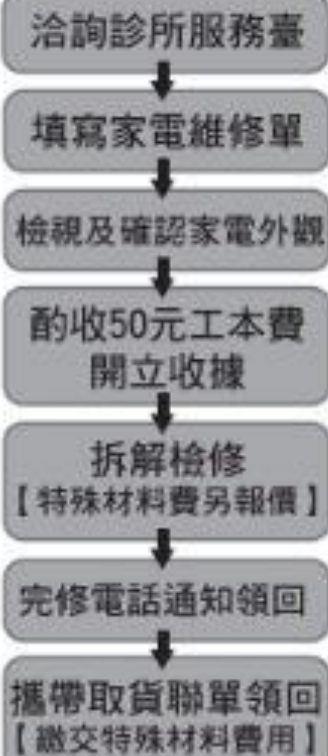 洽詢診所服務臺
填寫家電維修單
檢視及確認家電外觀
酌收50元工本費
開立收據
拆解檢修
【特殊材料費另報價】
完修電話通知領回
攜帶取貨聯單領回
【繳交特殊材料費用】